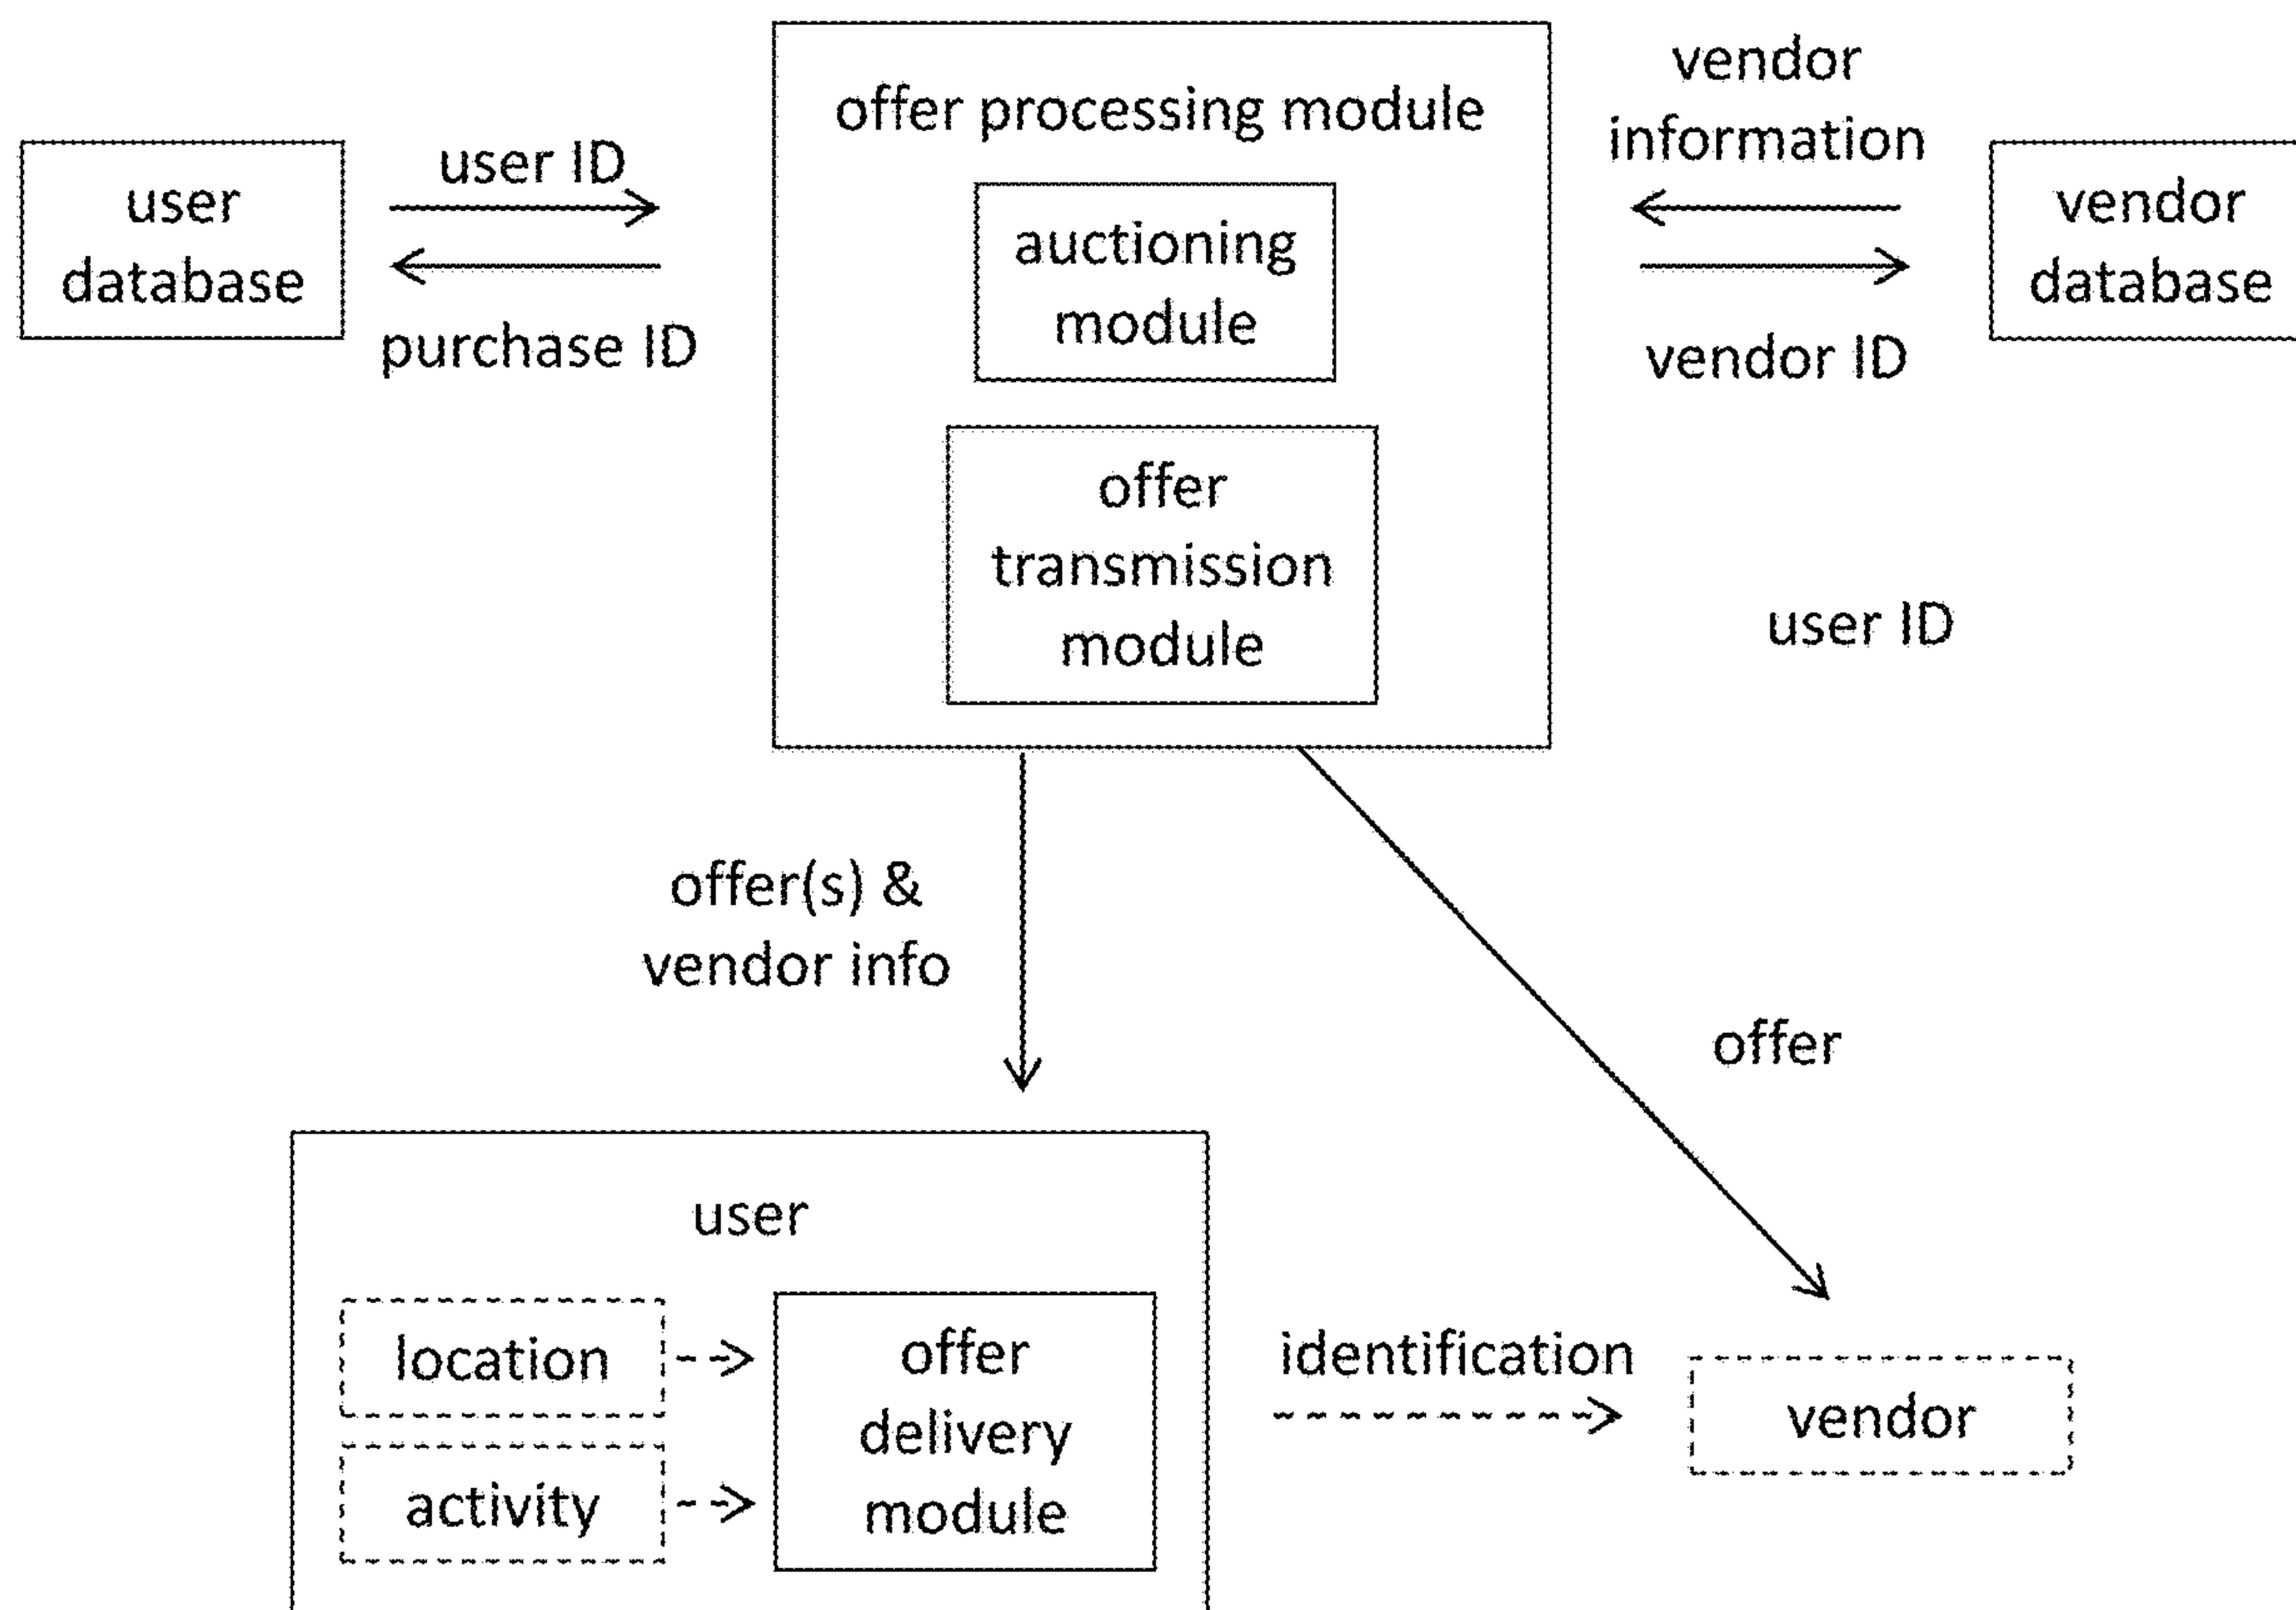 offer processing module
auctioning
module
offer
transmission
module
user
database
user ID
purchase ID
vendor
information
vendor ID
vendor
database
user ID
offer(s) &
vendor info
offer
user
location
activity
offer
delivery
module
identification
vendor